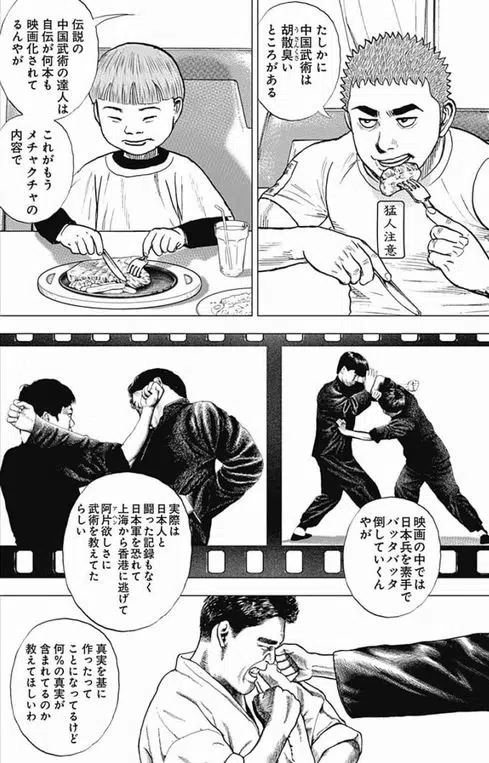 たしかに
中国武術は
胡散臭い
うさんくさ
ところがある
猛人注意
伝説の
中国武術の達人は
自伝が何本も
映画化されて
るんやが
これがもう
メチャクチャの
内容で
映画の中では
日本兵を素手で
バッタバッタ
倒していくん
やが
実際は
日本人と
闘った記録もなく
日本軍を恐れて
上海から香港に逃げて
阿片欲しさに
アヘン
武術を教えてた
らしい
真実を基に
作ったって
ことになってるけど
何%の真実が
含まれてるのか
教えてほしいわ